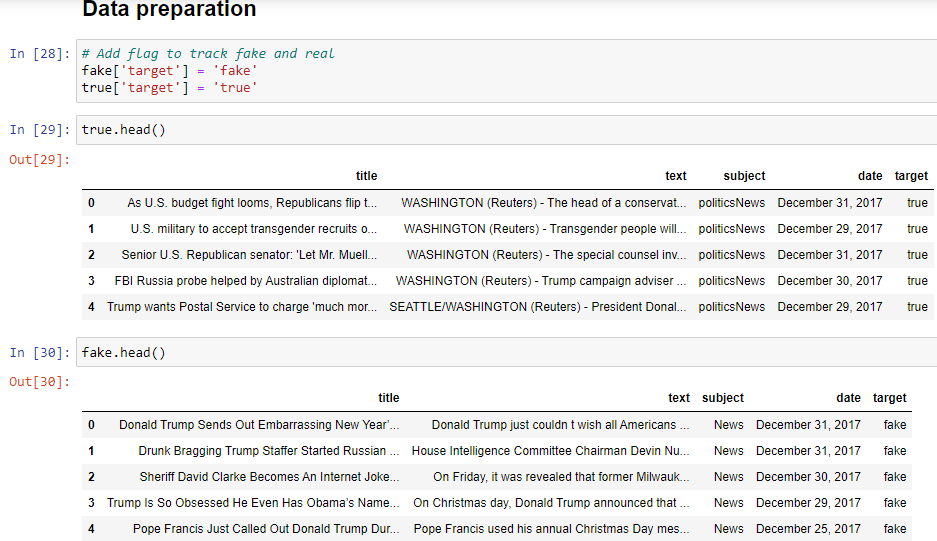 Data preparation
In [28]: # Add flag to track fake and real
fake['target'] = 'fake'
true['target'] = 'true'
In [29]: true.head()
Out[29]:
title text subject date target
0 As U.S. budget fight looms, Republicans flip t... WASHINGTON (Reuters) - The head of a conservat... politicsNews December 31, 2017 true
1 U.S. military to accept transgender recruits o... WASHINGTON (Reuters) - Transgender people will... politicsNews December 29, 2017 true
2 Senior U.S. Republican senator: 'Let Mr. Muell... WASHINGTON (Reuters) - The special counsel inv... politicsNews December 31, 2017 true
3 FBI Russia probe helped by Australian diplomat... WASHINGTON (Reuters) - Trump campaign adviser ... politicsNews December 30, 2017 true
4 Trump wants Postal Service to charge 'much mor... SEATTLE/WASHINGTON (Reuters) - President Donal... politicsNews December 29, 2017 true
In [30]: fake.head()
Out[30]:
title text subject date target
0 Donald Trump Sends Out Embarrassing New Year’... Donald Trump just couldn t wish all Americans ... News December 31, 2017 fake
1 Drunk Bragging Trump Staffer Started Russian ... House Intelligence Committee Chairman Devin Nu... News December 31, 2017 fake
2 Sheriff David Clarke Becomes An Internet Joke... On Friday, it was revealed that former Milwauk... News December 30, 2017 fake
3 Trump Is So Obsessed He Even Has Obama’s Name... On Christmas day, Donald Trump announced that ... News December 29, 2017 fake
4 Pope Francis Just Called Out Donald Trump Dur... Pope Francis used his annual Christmas Day mes... News December 25, 2017 fake